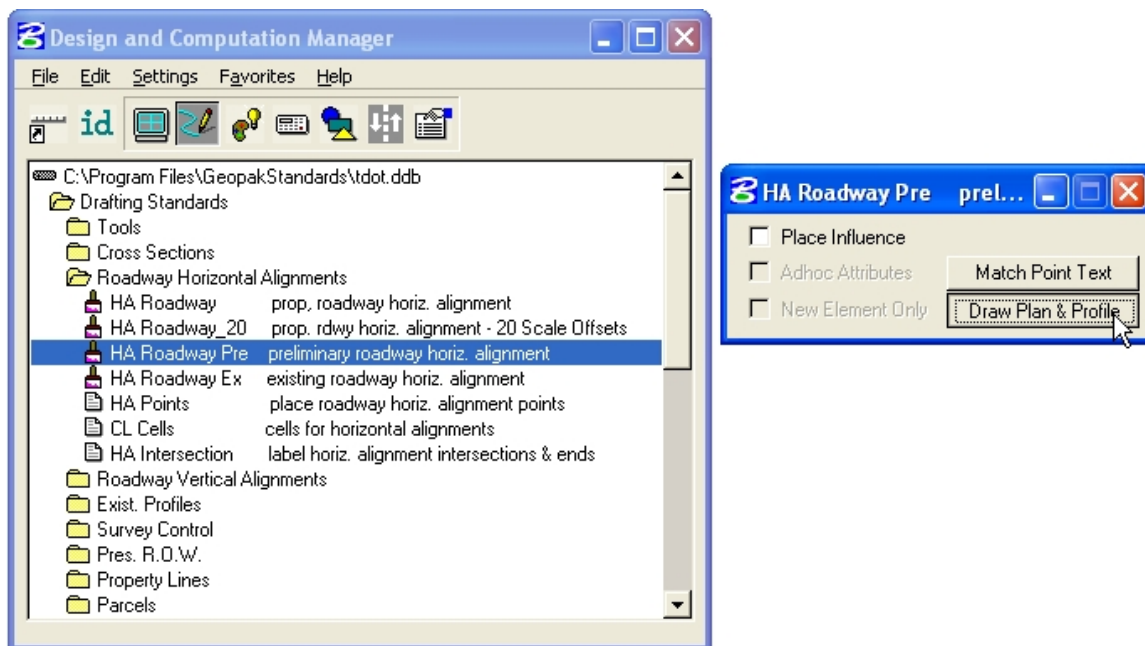 Design and Computation Manager
File Edit Settings Favorites Help
id
C:\Program Files\GeopakStandards\tdot.ddb
Drafting Standards
Tools
Cross Sections
Roadway Horizontal Alignments
HA Roadway prop, roadway horiz. alignment
HA Roadway_20 prop. rdwy horiz. alignment - 20 Scale Offsets
HA Roadway Pre preliminary roadway horiz. alignment
HA Roadway Ex existing roadway horiz. alignment
HA Points place roadway horiz. alignment points
CL Cells cells for horizontal alignments
HA Intersection label horiz. alignment intersections & ends
Roadway Vertical Alignments
Exist. Profiles
Survey Control
Pres. R.O.W.
Property Lines
Parcels
HA Roadway Pre prel...
Place Influence
Adhoc Attributes Match Point Text
New Element Only Draw Plan & Profile